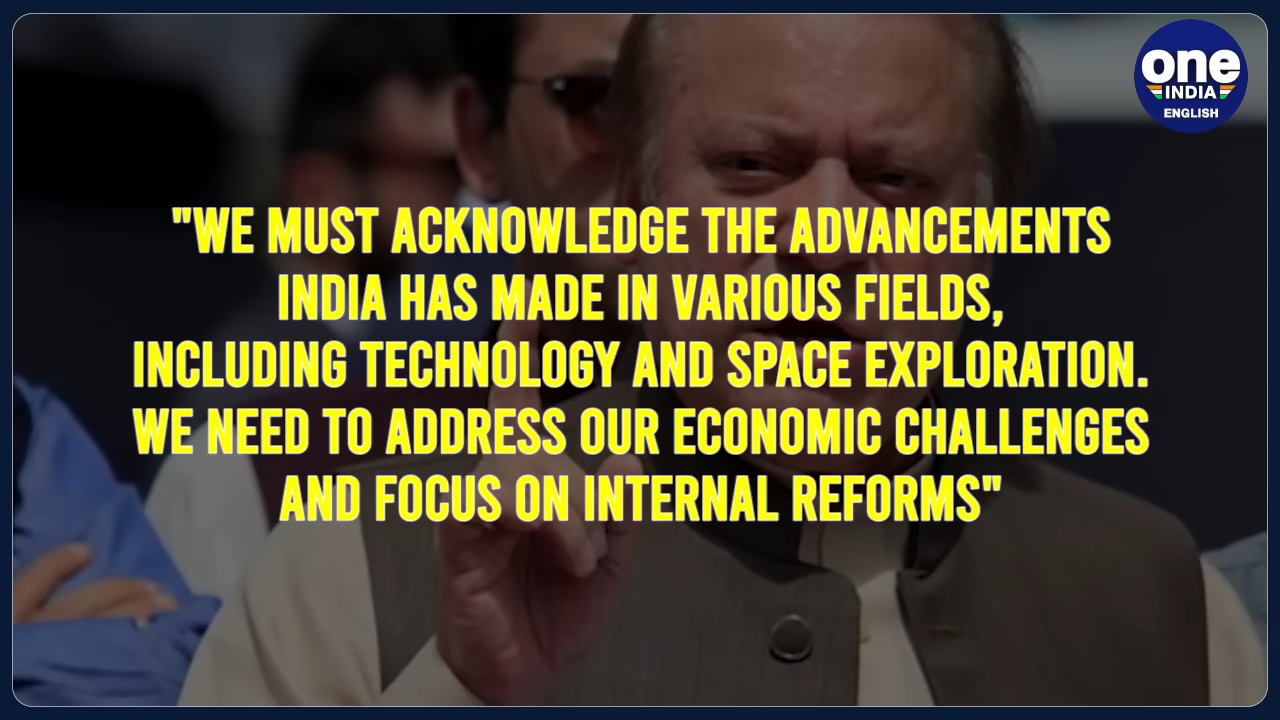 one
INDIA
ENGLISH
"WE MUST ACKNOWLEDGE THE ADVANCEMENTS
INDIA HAS MADE IN VARIOUS FIELDS,
INCLUDING TECHNOLOGY AND SPACE EXPLORATION.
WE NEED TO ADDRESS OUR ECONOMIC CHALLENGES
AND FOCUS ON INTERNAL REFORMS"